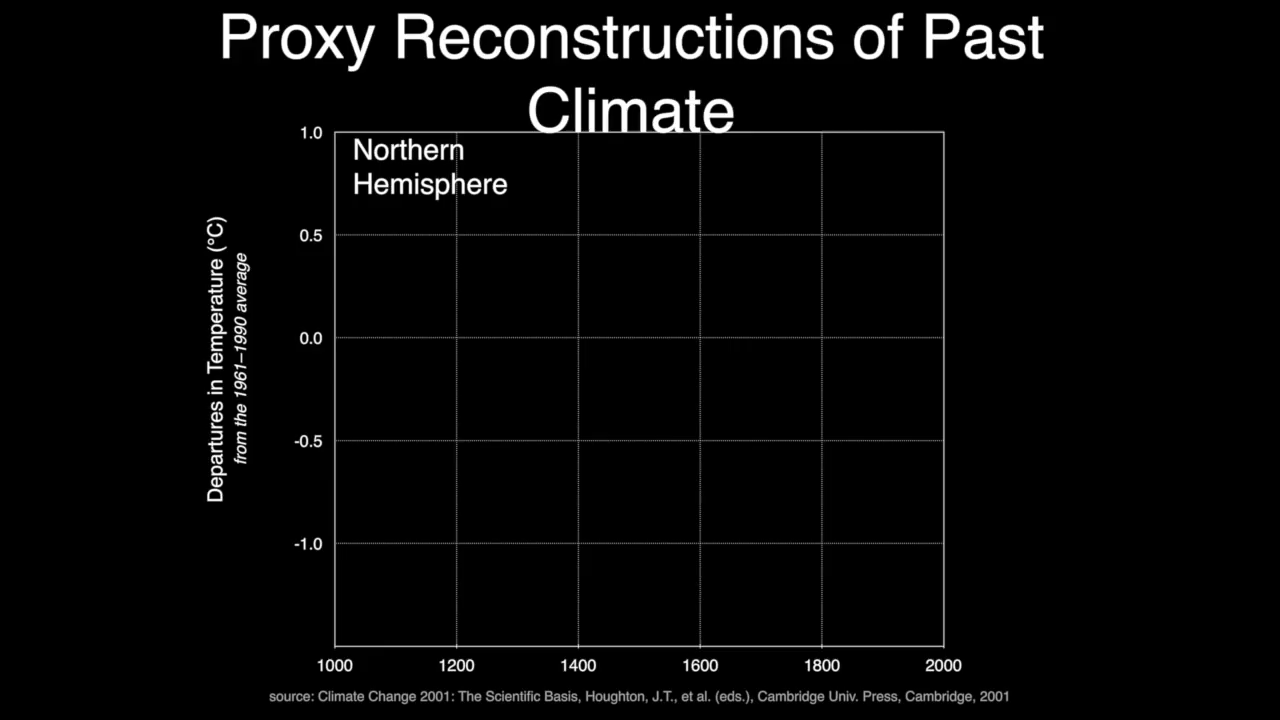 Proxy Reconstructions of Past
Climate
1.0
Northern
Hemisphere
0.5
0.0
-0.5
-1.0
Departures in Temperature (°C)
from the 1961–1990 average
1000 1200 1400 1600 1800 2000
source: Climate Change 2001: The Scientific Basis, Houghton, J.T., et al. (eds.), Cambridge Univ. Press, Cambridge, 2001